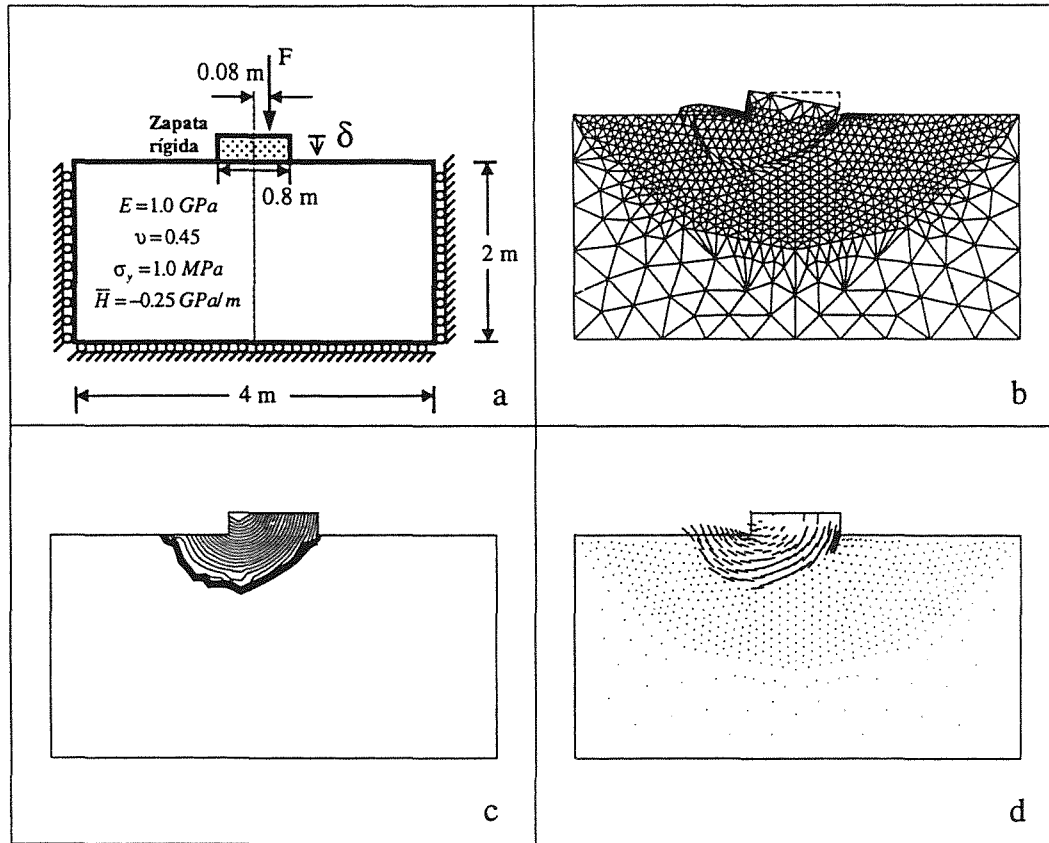 F
0.08 m
Zapata
rígida
δ
0.8 m
E=1.0 GPa
υ=0.45
σ_y=1.0 MPa
H̅=−0.25 GPa/m
2 m
4 m
a
b
c
d